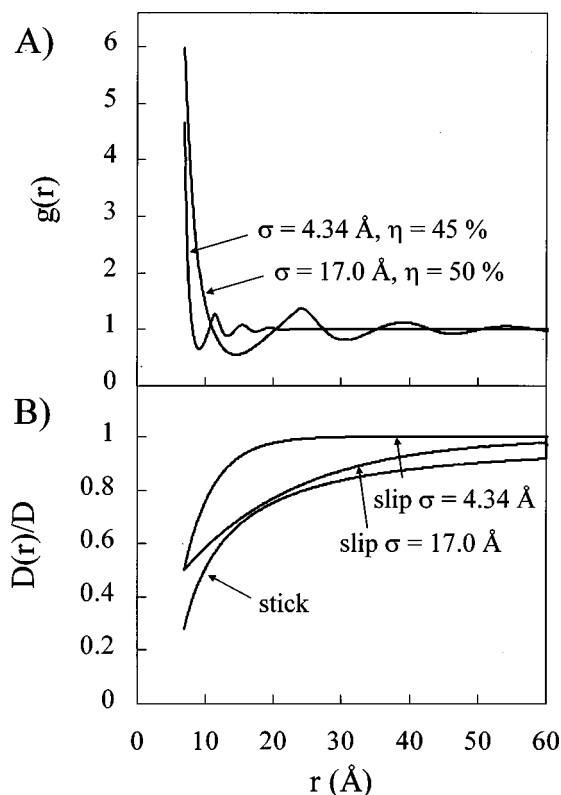 A)
6
5
4
3
2
1
0
g(r)
σ = 4.34 Å, η = 45 %
σ = 17.0 Å, η = 50 %
B)
1
0.8
0.6
0.4
0.2
0
D(r)/D
slip σ = 4.34 Å
slip σ = 17.0 Å
stick
0 10 20 30 40 50 60
r (Å)